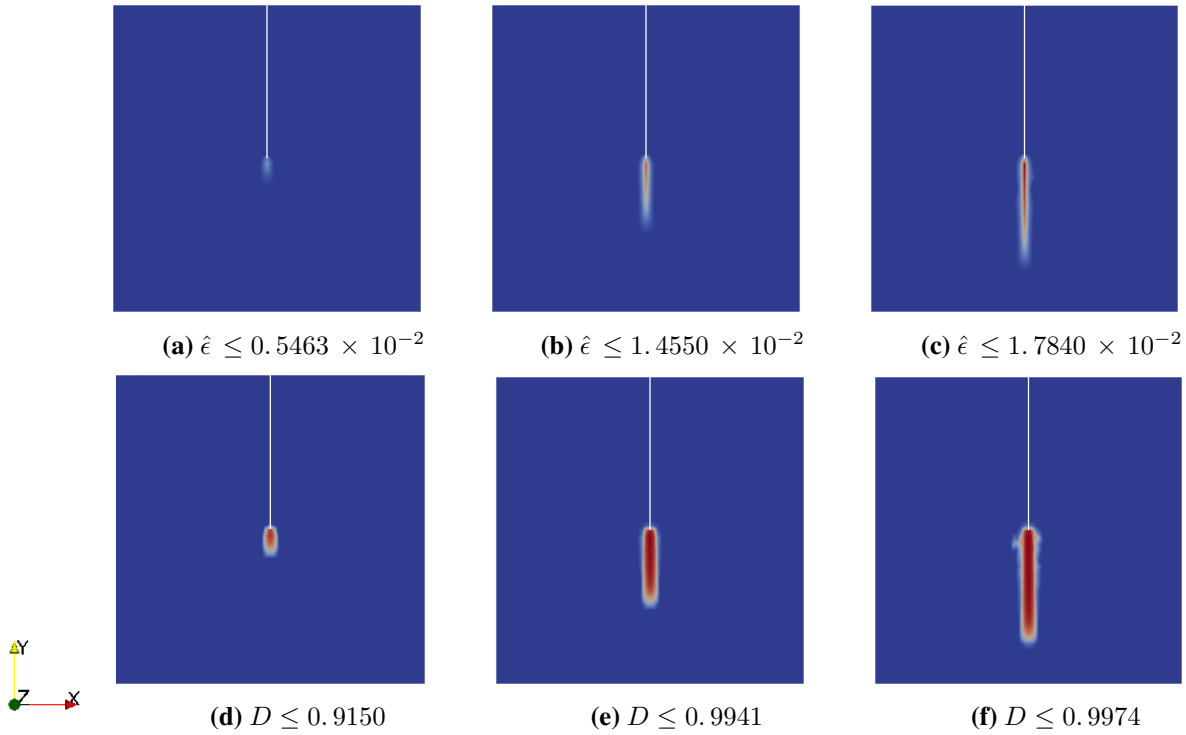 (a) ε̂ ≤ 0.5463 × 10⁻²
(b) ε̂ ≤ 1.4550 × 10⁻²
(c) ε̂ ≤ 1.7840 × 10⁻²
Y
Z X
(d) D ≤ 0.9150
(e) D ≤ 0.9941
(f) D ≤ 0.9974